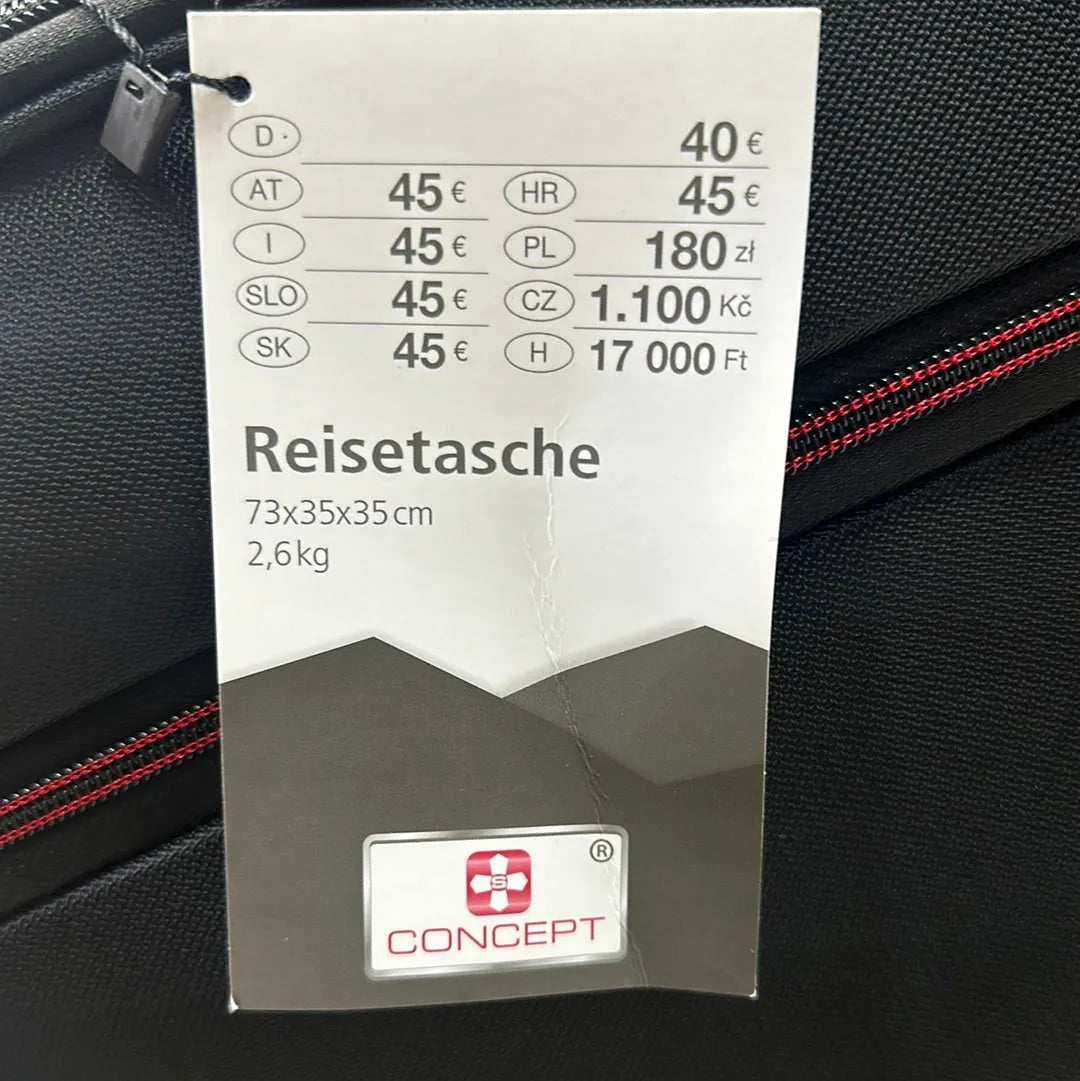 D 40 €
AT 45 € HR 45 €
I 45 € PL 180 zł
SLO 45 € CZ 1.100 Kč
SK 45 € H 17 000 Ft
Reisetasche
73x35x35 cm
2,6 kg
®
S
CONCEPT